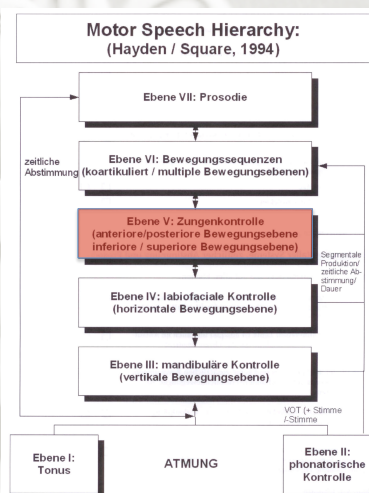 Motor Speech Hierarchy:
(Hayden / Square, 1994)
Ebene VII: Prosodie
zeitliche
Abstimmung
Ebene VI: Bewegungssequenzen
(koartikuliert / multiple Bewegungsebenen)
Ebene V: Zungenkontrolle
(anteriore/posteriore Bewegungsebene
inferiore / superiore Bewegungsebene)
Segmentale
Produktion/
zeitliche Ab-
stimmung/
Dauer
Ebene IV: labiofaciale Kontrolle
(horizontale Bewegungsebene)
Ebene III: mandibuläre Kontrolle
(vertikale Bewegungsebene)
VOT (+ Stimme
/-Stimme
Ebene I:
Tonus
ATMUNG
Ebene II:
phonatorische
Kontrolle